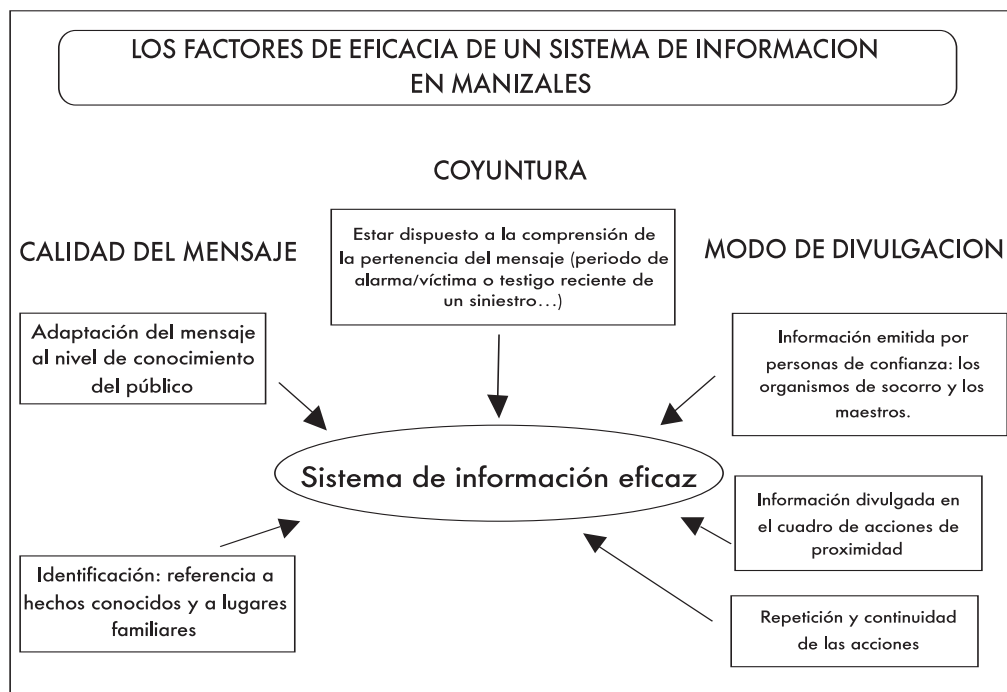 LOS FACTORES DE EFICACIA DE UN SISTEMA DE INFORMACION
EN MANIZALES
COYUNTURA
Estar dispuesto a la comprensión de
la pertenencia del mensaje (periodo de
alarma/víctima o testigo reciente de
un siniestro...)
CALIDAD DEL MENSAJE
Adaptación del mensaje
al nivel de conocimiento
del público
Identificación: referencia a
hechos conocidos y a lugares
familiares
MODO DE DIVULGACION
Información emitida por
personas de confianza: los
organismos de socorro y los
maestros.
Información divulgada en
el cuadro de acciones de
proximidad
Repetición y continuidad
de las acciones
Sistema de información eficaz